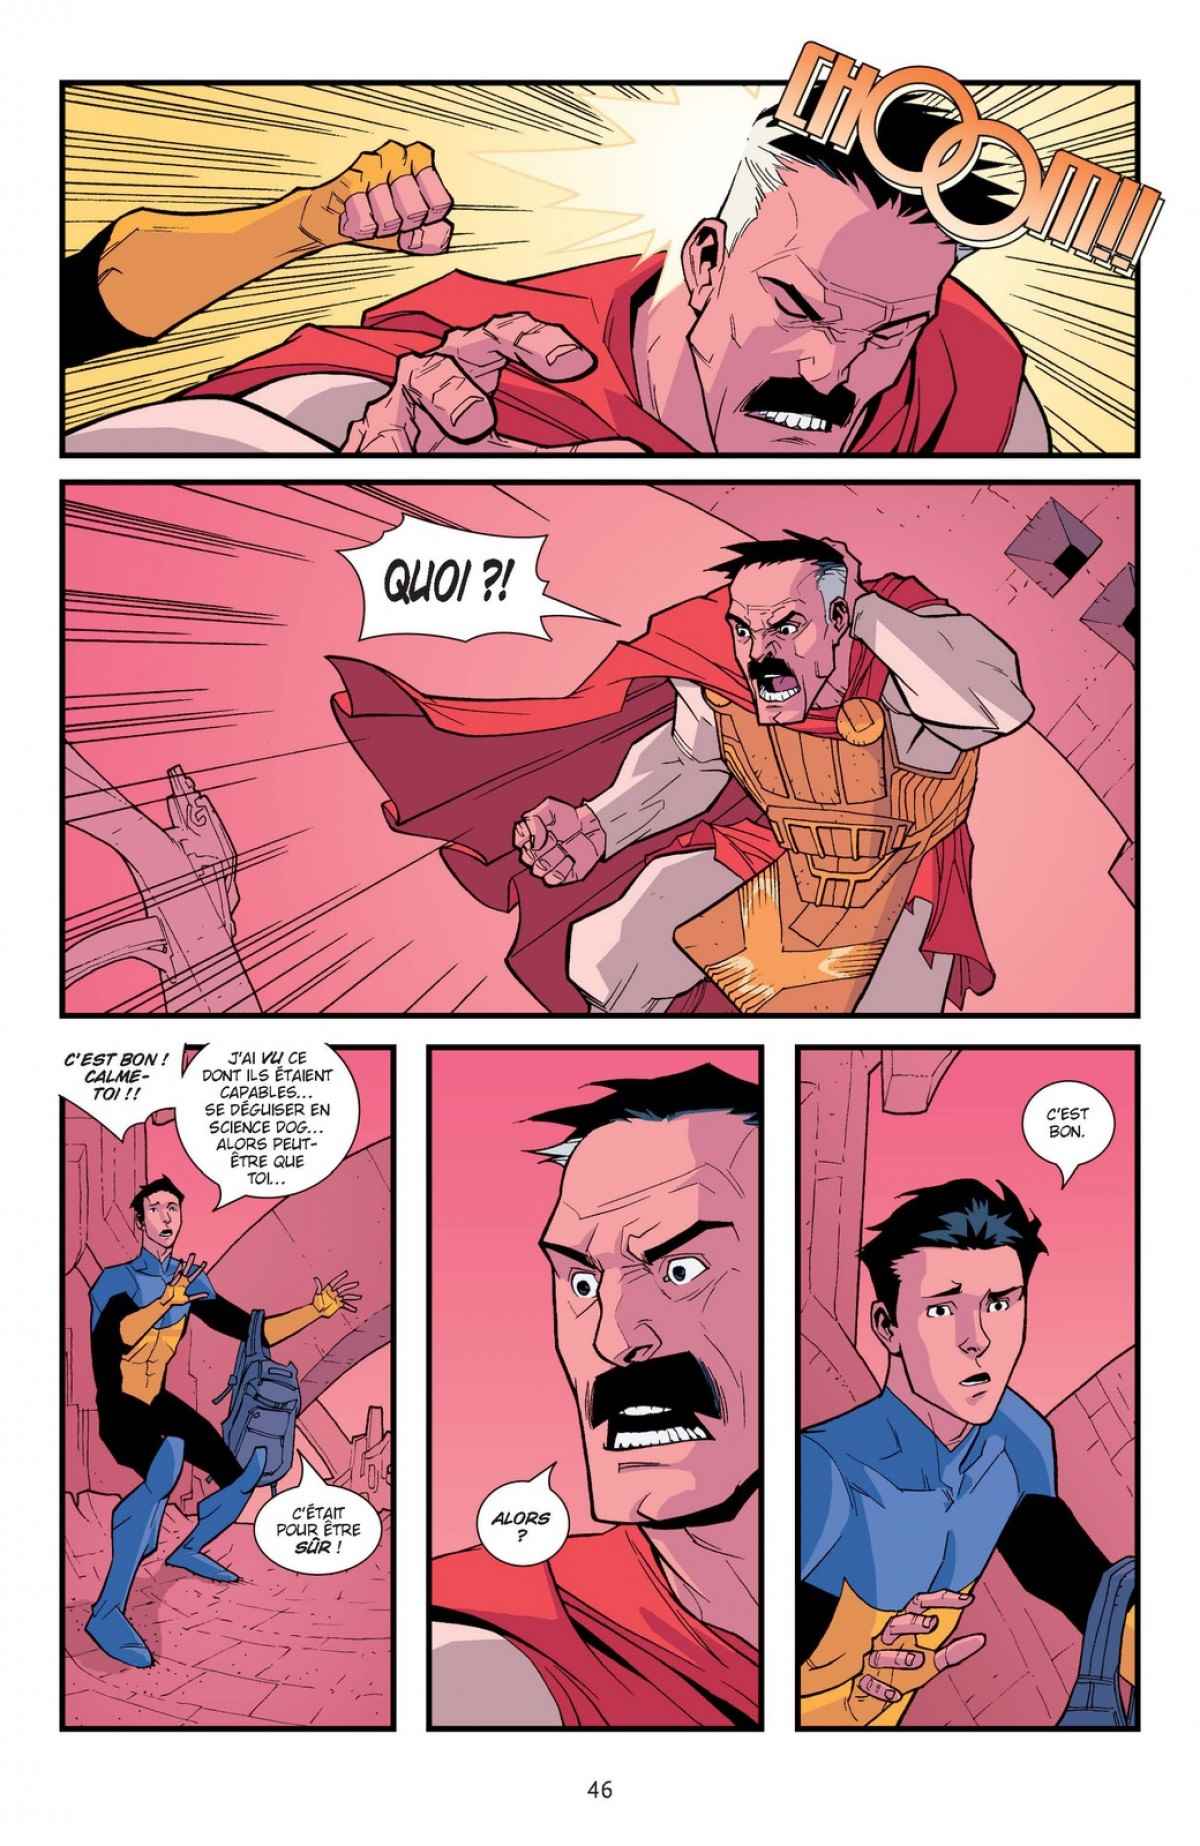 CHOOM!!
QUOI ?!
C'EST BON !
CALME-
TOI !!
J'AI VU CE
DONT ILS ÉTAIENT
CAPABLES...
SE DÉGUISER EN
SCIENCE DOG...
ALORS PEUT-
ÊTRE QUE
TOI...
C'ÉTAIT
POUR ÊTRE
SÛR !
ALORS
?
C'EST
BON.
46